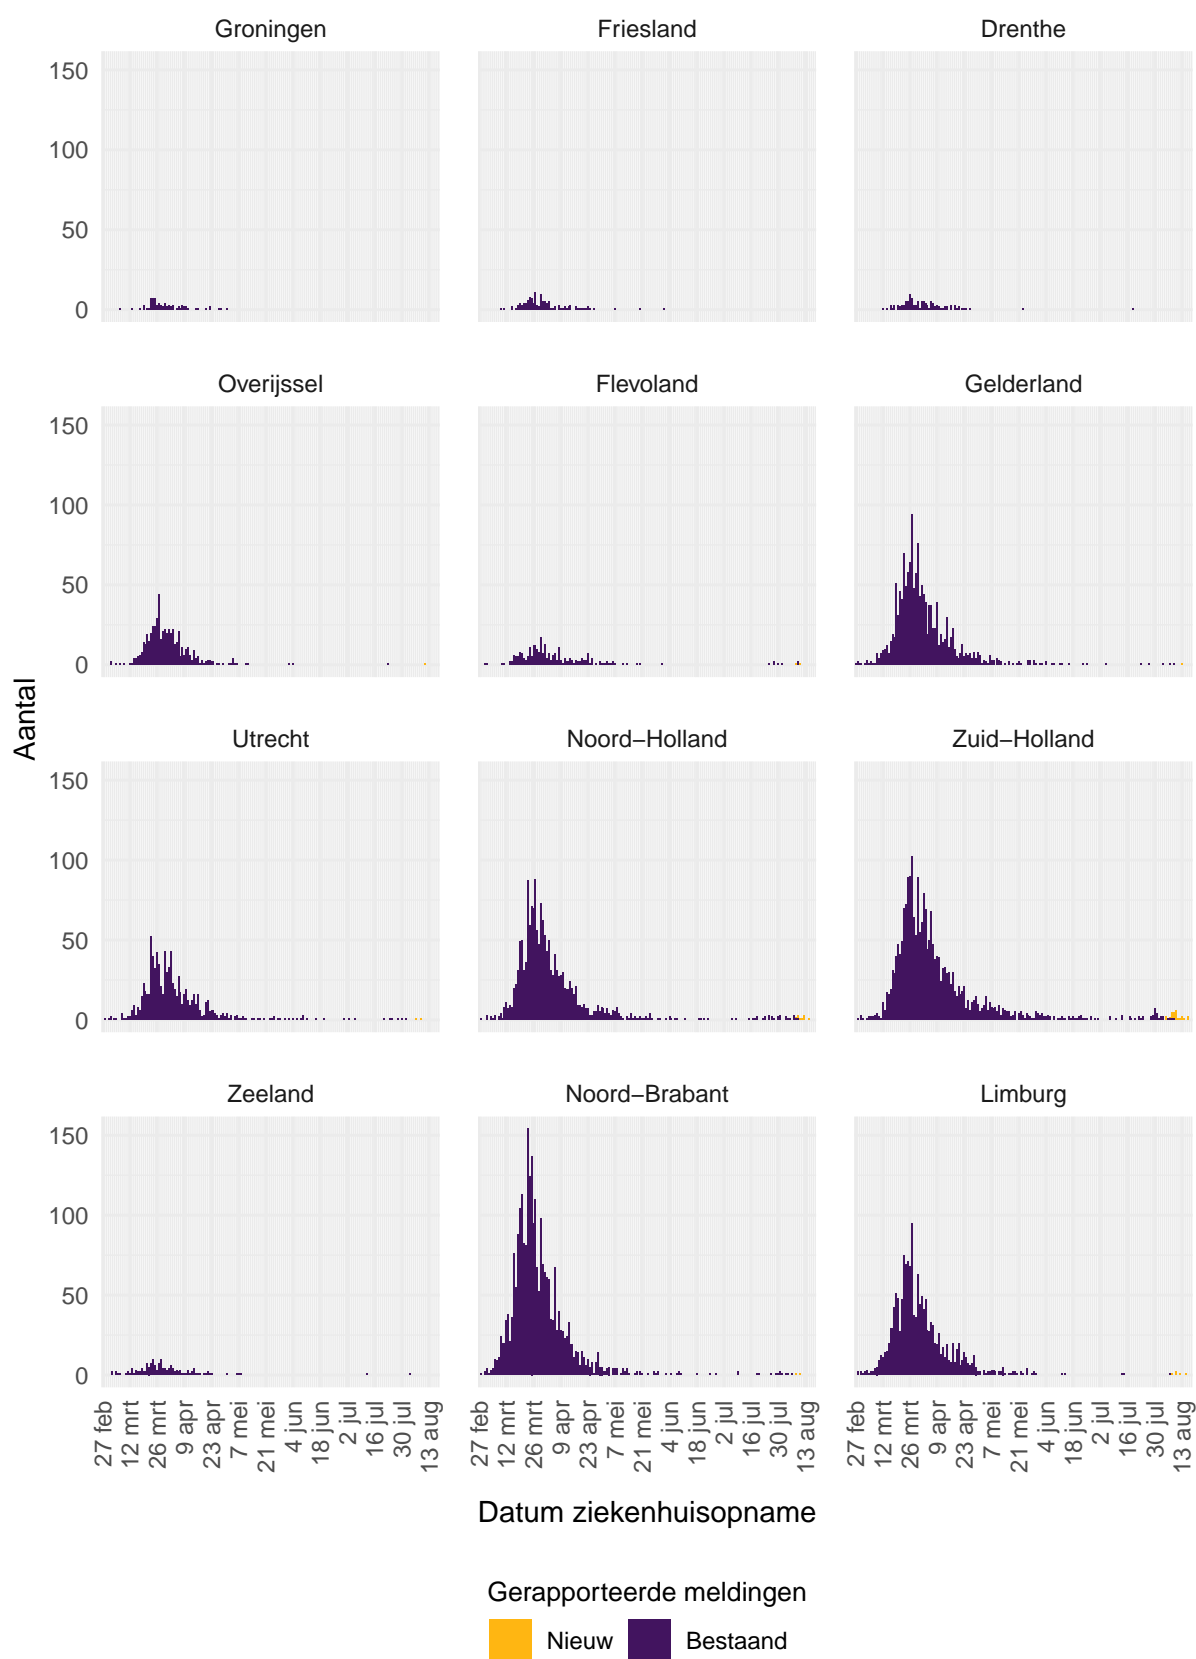 Groningen Friesland Drenthe
150
100
50
0
Overijssel Flevoland Gelderland
150
100
50
0
Aantal
Utrecht Noord–Holland Zuid–Holland
150
100
50
0
Zeeland Noord–Brabant Limburg
150
100
50
0
27 feb 12 mrt 26 mrt 9 apr 23 apr 7 mei 21 mei 4 jun 18 jun 2 jul 16 jul 30 jul 13 aug
27 feb 12 mrt 26 mrt 9 apr 23 apr 7 mei 21 mei 4 jun 18 jun 2 jul 16 jul 30 jul 13 aug
27 feb 12 mrt 26 mrt 9 apr 23 apr 7 mei 21 mei 4 jun 18 jun 2 jul 16 jul 30 jul 13 aug
Datum ziekenhuisopname
Gerapporteerde meldingen
Nieuw Bestaand